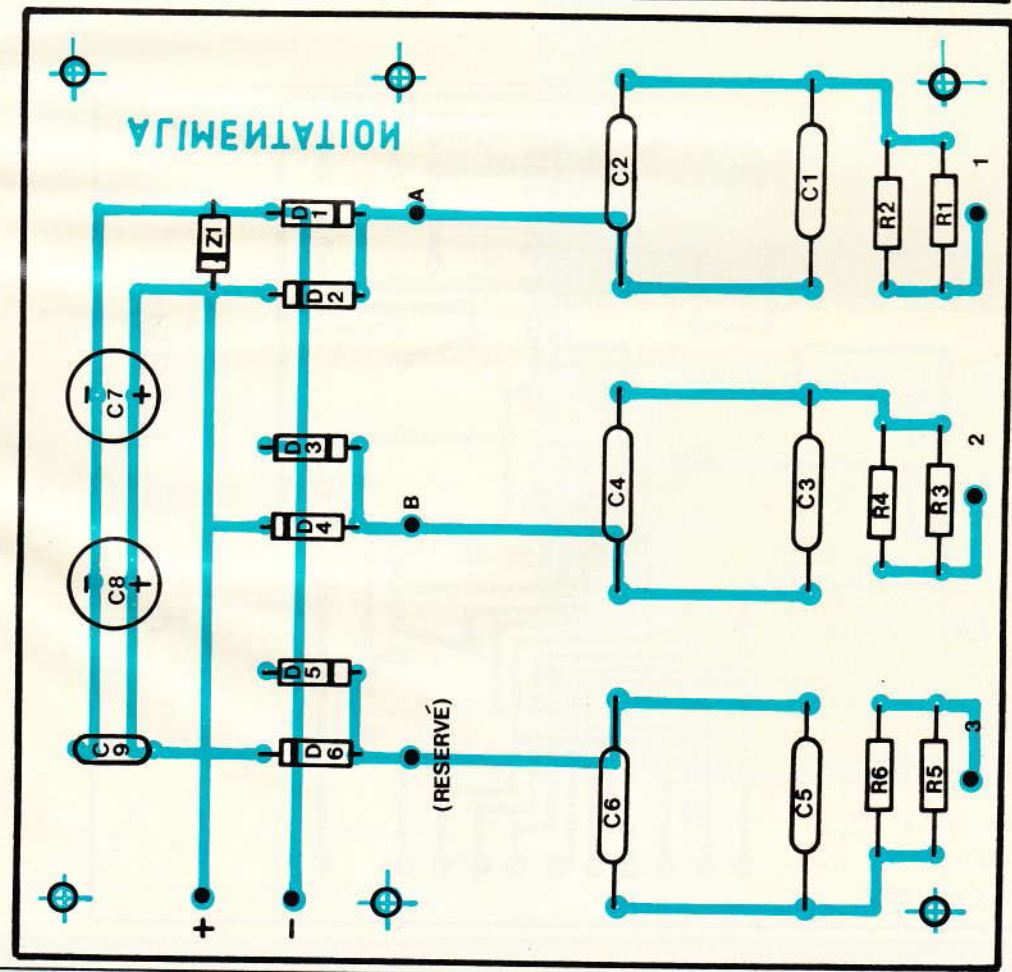 ALIMENTATION
C2
C1
R2
R1
1
A
Z1
D1
D2
C7
- +
D3
D4
B
C4
C3
R4
R3
2
C8
- +
D5
D6
C9
(RESERVÉ)
C6
C5
R6
R5
3
+
-